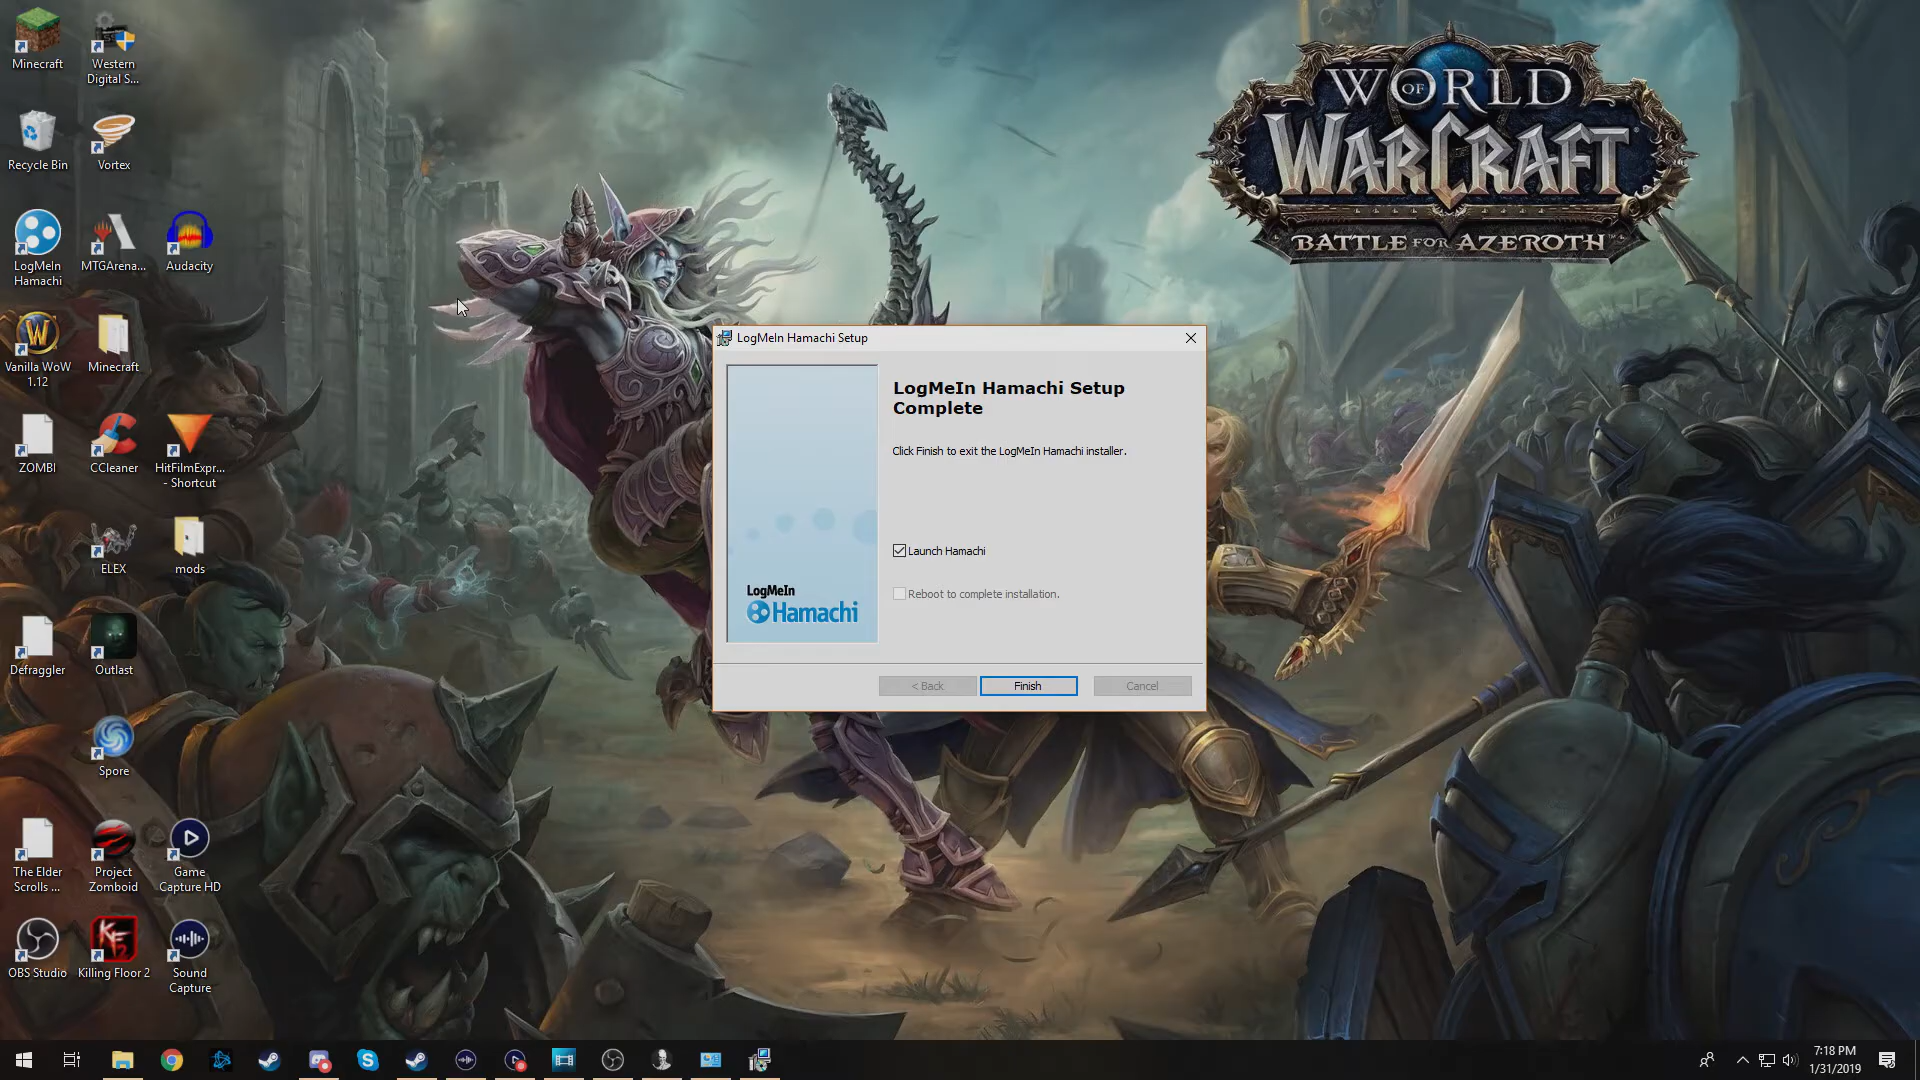 Minecraft
Western
Digital S...
Recycle Bin
Vortex
LogMeIn
Hamachi
MTGArena...
Audacity
Vanilla WoW
1.12
Minecraft
ZOMBI
CCleaner
HitFilmExpr...
- Shortcut
ELEX
mods
Defraggler
Outlast
Spore
The Elder
Scrolls ...
Project
Zomboid
Game
Capture HD
OBS Studio
Killing Floor 2
Sound
Capture
WORLD
OF
WARCRAFT
BATTLE FOR AZEROTH
LogMeIn Hamachi Setup
LogMeIn Hamachi Setup
Complete
Click Finish to exit the LogMeIn Hamachi installer.
Launch Hamachi
Reboot to complete installation.
LogMeIn
Hamachi
< Back
Finish
Cancel
7:18 PM
1/31/2019